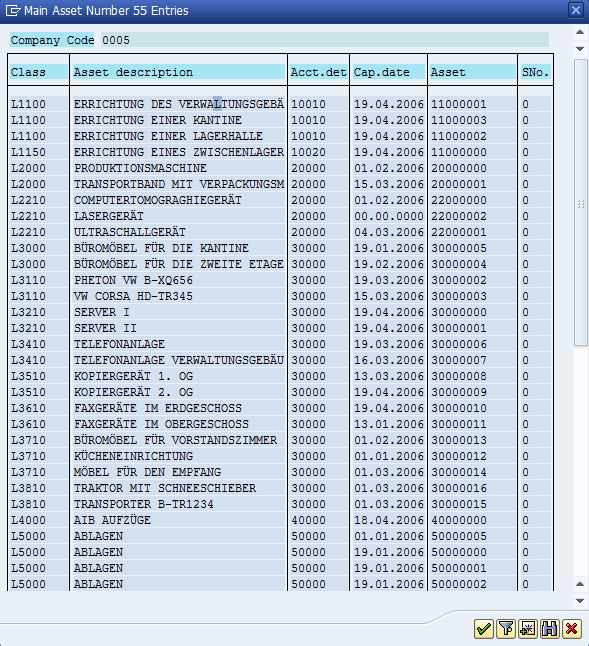 Main Asset Number 55 Entries
Company Code 0005
Class Asset description Acct.det Cap.date Asset SNo.
L1100 ERRICHTUNG DES VERWALTUNGSGEBÄ 10010 19.04.2006 11000001 0
L1100 ERRICHTUNG EINER KANTINE 10010 19.04.2006 11000003 0
L1100 ERRICHTUNG EINER LAGERHALLE 10010 19.04.2006 11000002 0
L1150 ERRICHTUNG EINES ZWISCHENLAGER 10020 19.04.2006 11000000 0
L2000 PRODUKTIONSMASCHINE 20000 01.02.2006 20000000 0
L2000 TRANSPORTBAND MIT VERPACKUNGSM 20000 15.03.2006 20000001 0
L2210 COMPUTERTOMOGRAGHIEGERÄT 20000 01.02.2006 22000000 0
L2210 LASERGERÄT 20000 00.00.0000 22000002 0
L2210 ULTRASCHALLGERÄT 20000 04.03.2006 22000001 0
L3000 BÜROMÖBEL FÜR DIE KANTINE 30000 19.01.2006 30000005 0
L3000 BÜROMÖBEL FÜR DIE ZWEITE ETAGE 30000 19.02.2006 30000004 0
L3110 PHETON VW B-XQ656 30000 19.03.2006 30000002 0
L3110 VW CORSA HD-TR345 30000 15.03.2006 30000003 0
L3210 SERVER I 30000 19.04.2006 30000000 0
L3210 SERVER II 30000 19.04.2006 30000001 0
L3410 TELEFONANLAGE 30000 19.03.2006 30000006 0
L3410 TELEFONANLAGE VERWALTUNGSGEBÄU 30000 16.03.2006 30000007 0
L3510 KOPIERGERÄT 1. OG 30000 13.03.2006 30000008 0
L3510 KOPIERGERÄT 2. OG 30000 19.04.2006 30000009 0
L3610 FAXGERÄTE IM ERDGESCHOSS 30000 19.04.2006 30000010 0
L3610 FAXGERÄTE IM OBERGESCHOSS 30000 13.01.2006 30000011 0
L3710 BÜROMÖBEL FÜR VORSTANDSZIMMER 30000 01.02.2006 30000013 0
L3710 KÜCHENEINRICHTUNG 30000 01.01.2006 30000012 0
L3710 MÖBEL FÜR DEN EMPFANG 30000 01.03.2006 30000014 0
L3810 TRAKTOR MIT SCHNEESCHIEBER 30000 01.03.2006 30000016 0
L3810 TRANSPORTER B-TR1234 30000 01.03.2006 30000015 0
L4000 AIB AUFZÜGE 40000 18.04.2006 40000000 0
L5000 ABLAGEN 50000 01.01.2006 50000005 0
L5000 ABLAGEN 50000 19.01.2006 50000000 0
L5000 ABLAGEN 50000 19.01.2006 50000001 0
L5000 ABLAGEN 50000 19.01.2006 50000002 0